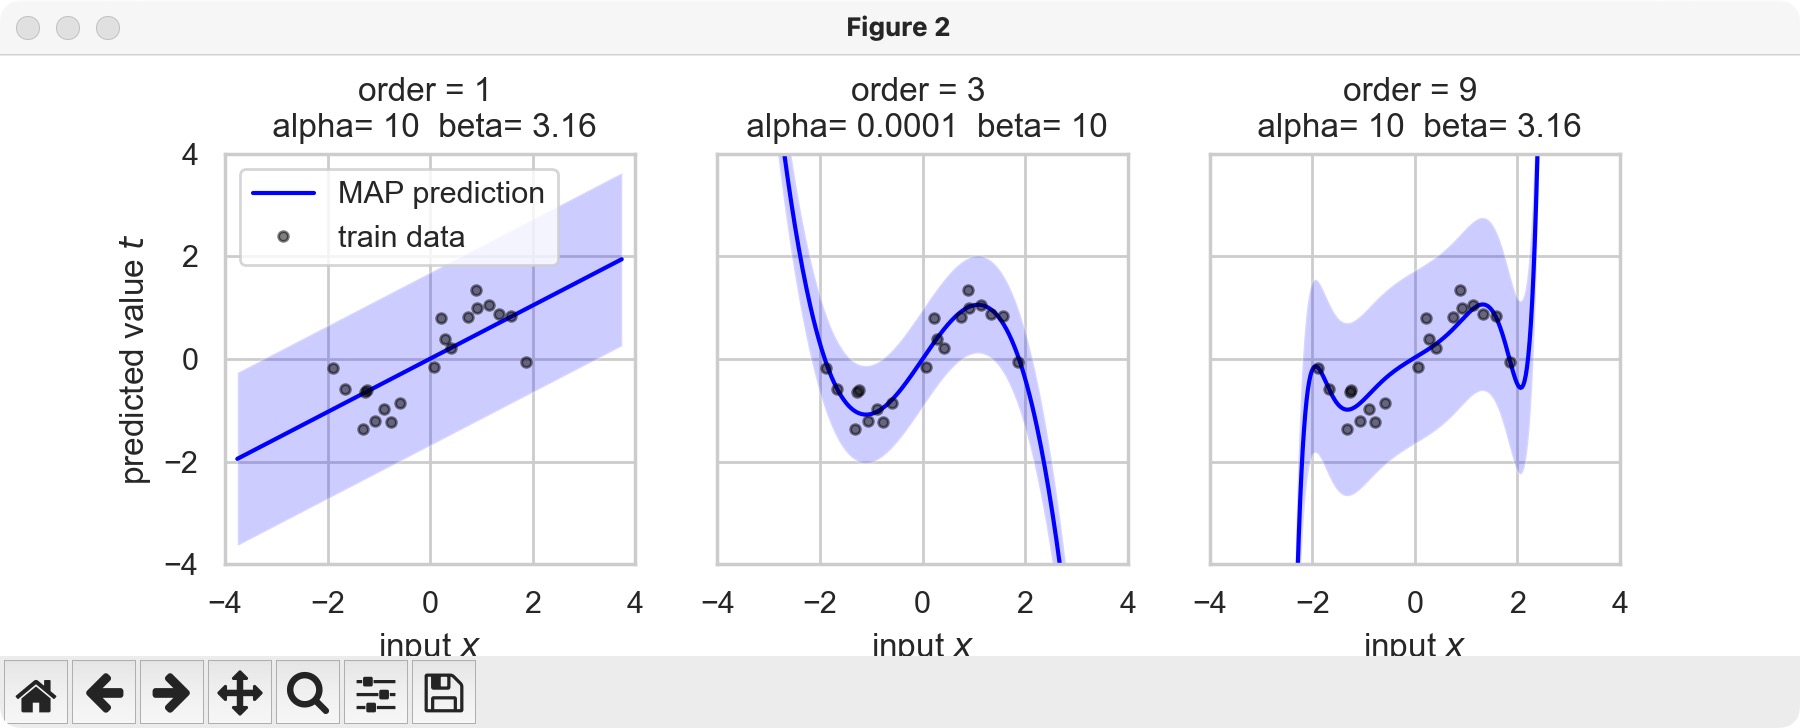 Figure 2
order = 1
alpha= 10  beta= 3.16
order = 3
alpha= 0.0001  beta= 10
order = 9
alpha= 10  beta= 3.16
MAP prediction
train data
predicted value t
4
2
0
−2
−4
−4 −2 0 2 4
−4 −2 0 2 4
−4 −2 0 2 4
input x
input x
input x